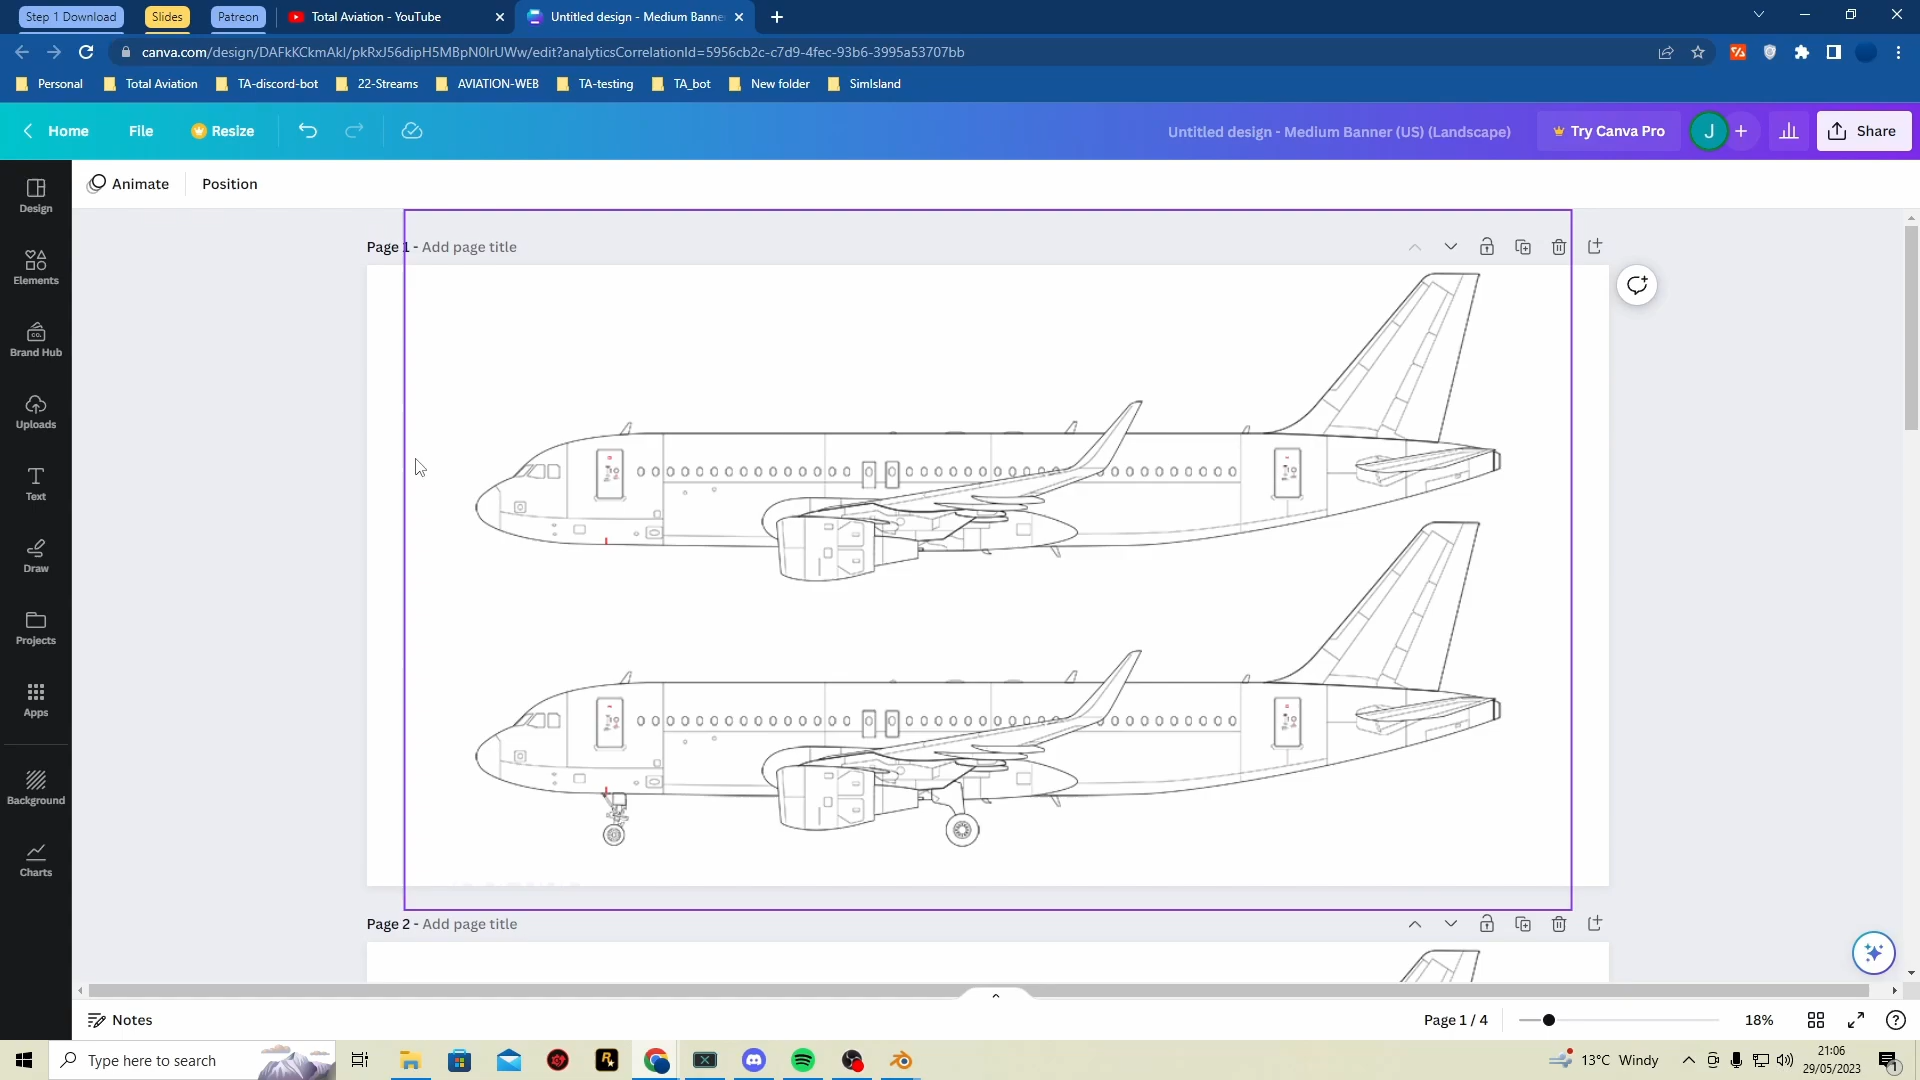 Step 1 Download
Slides
Patreon
Total Aviation - YouTube
Untitled design - Medium Banne
canva.com/design/DAFkKCkmAkI/pkRxJ56dipH5MBpN0IrUWw/edit?analyticsCorrelationId=5956cb2c-c7d9-4fec-93b6-3995a53707bb
Personal
Total Aviation
TA-discord-bot
22-Streams
AVIATION-WEB
TA-testing
TA_bot
New folder
SimIsland
Home
File
Resize
Untitled design - Medium Banner (US) (Landscape)
Try Canva Pro
J
Share
Design
Animate
Position
Page 1 - Add page title
Elements
co.
Brand Hub
Uploads
Text
Draw
Projects
Apps
Background
Charts
Page 2 - Add page title
Notes
Page 1 / 4
18%
Type here to search
13°C Windy
21:06
29/05/2023
1